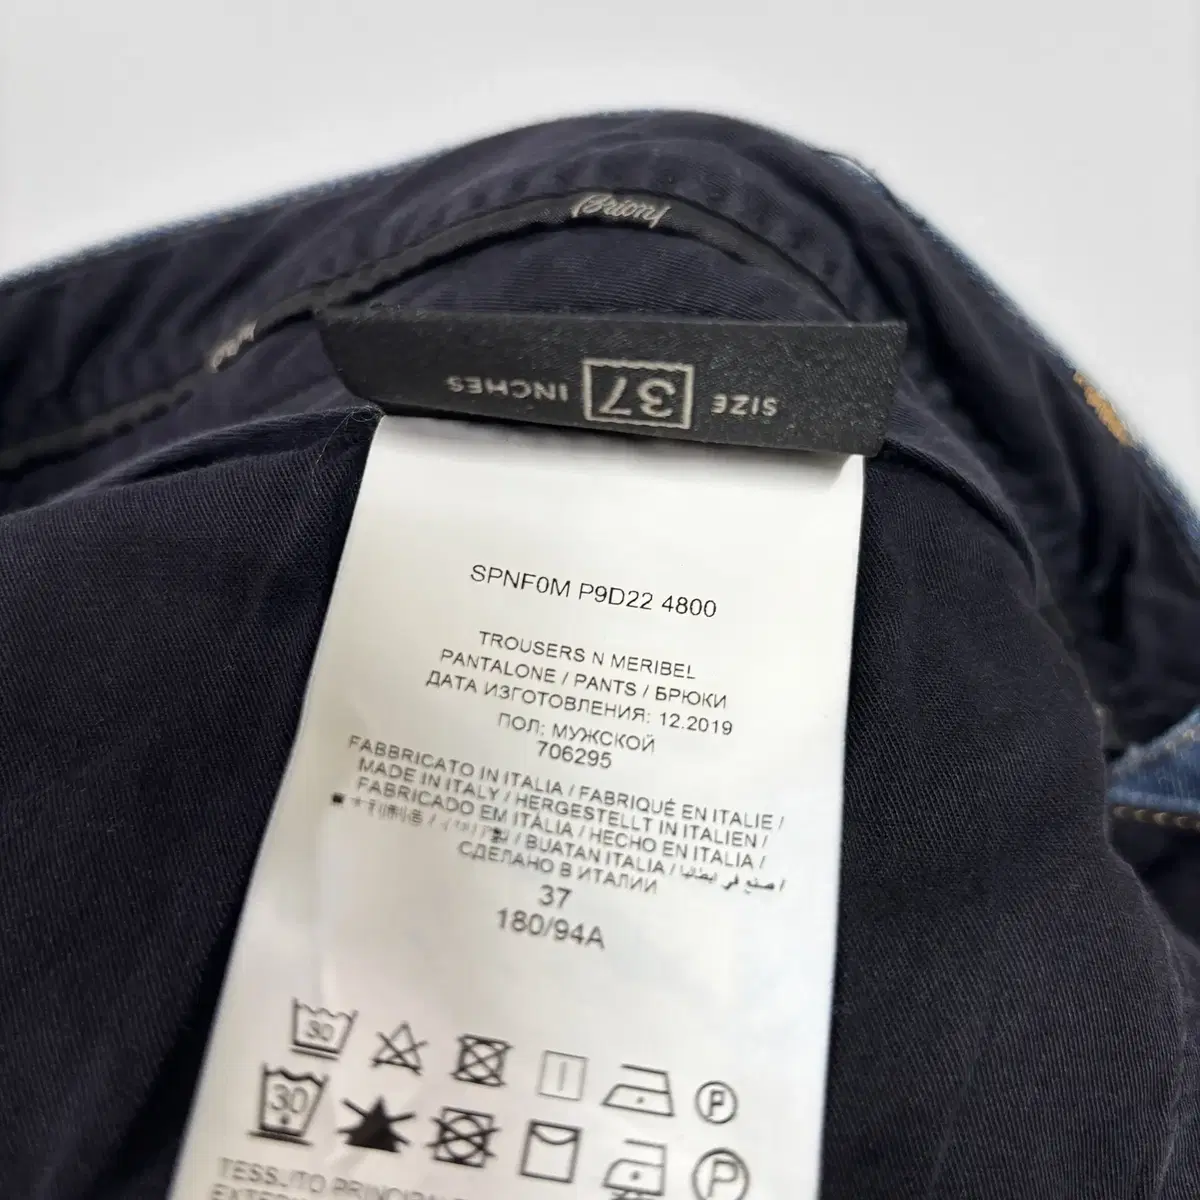 Brioni
SIZE 37 INCHES
SPNF0M P9D22 4800
TROUSERS N MERIBEL
PANTALONE / PANTS / БРЮКИ
ДАТА ИЗГОТОВЛЕНИЯ: 12.2019
ПОЛ: МУЖСКОЙ
706295
FABBRICATO IN ITALIA / FABRIQUÉ EN ITALIE /
MADE IN ITALY / HERGESTELLT IN ITALIEN /
FABRICADO EM ITÁLIA / HECHO EN ITALIA /
/ BUATAN ITALIA / صنع في إيطاليا /
СДЕЛАНО В ИТАЛИИ
37
180/94A
30
P
30
P
TESSUTO PRINCIPALE